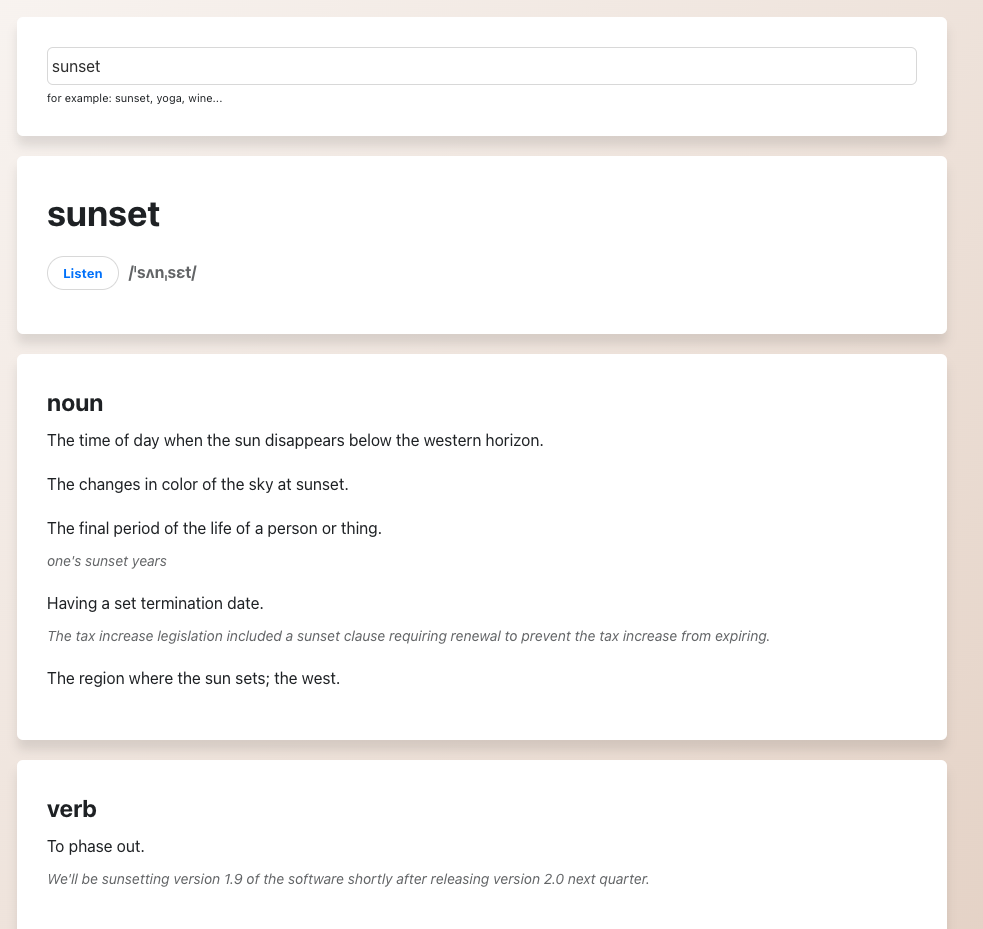 sunset
for example: sunset, yoga, wine...
sunset
Listen /ˈsʌnˌsɛt/
noun
The time of day when the sun disappears below the western horizon.
The changes in color of the sky at sunset.
The final period of the life of a person or thing.
one's sunset years
Having a set termination date.
The tax increase legislation included a sunset clause requiring renewal to prevent the tax increase from expiring.
The region where the sun sets; the west.
verb
To phase out.
We'll be sunsetting version 1.9 of the software shortly after releasing version 2.0 next quarter.